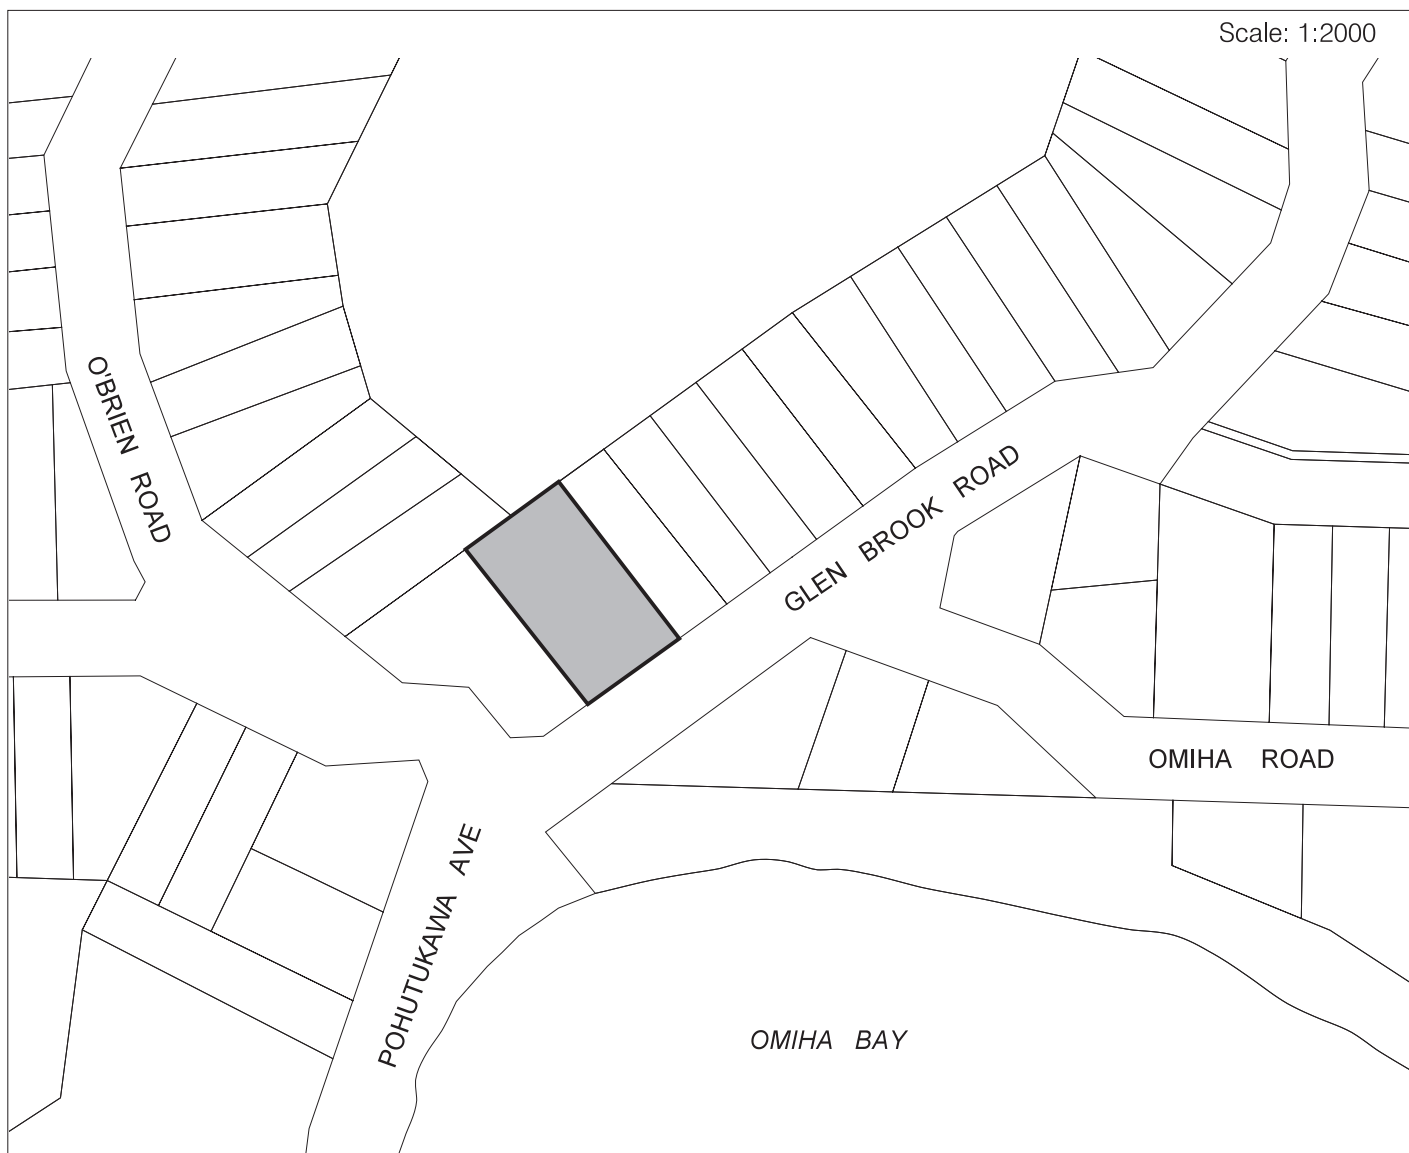 Scale: 1:2000
O'BRIEN ROAD
GLEN BROOK ROAD
OMIHA ROAD
POHUTUKAWA AVE
OMIHA BAY